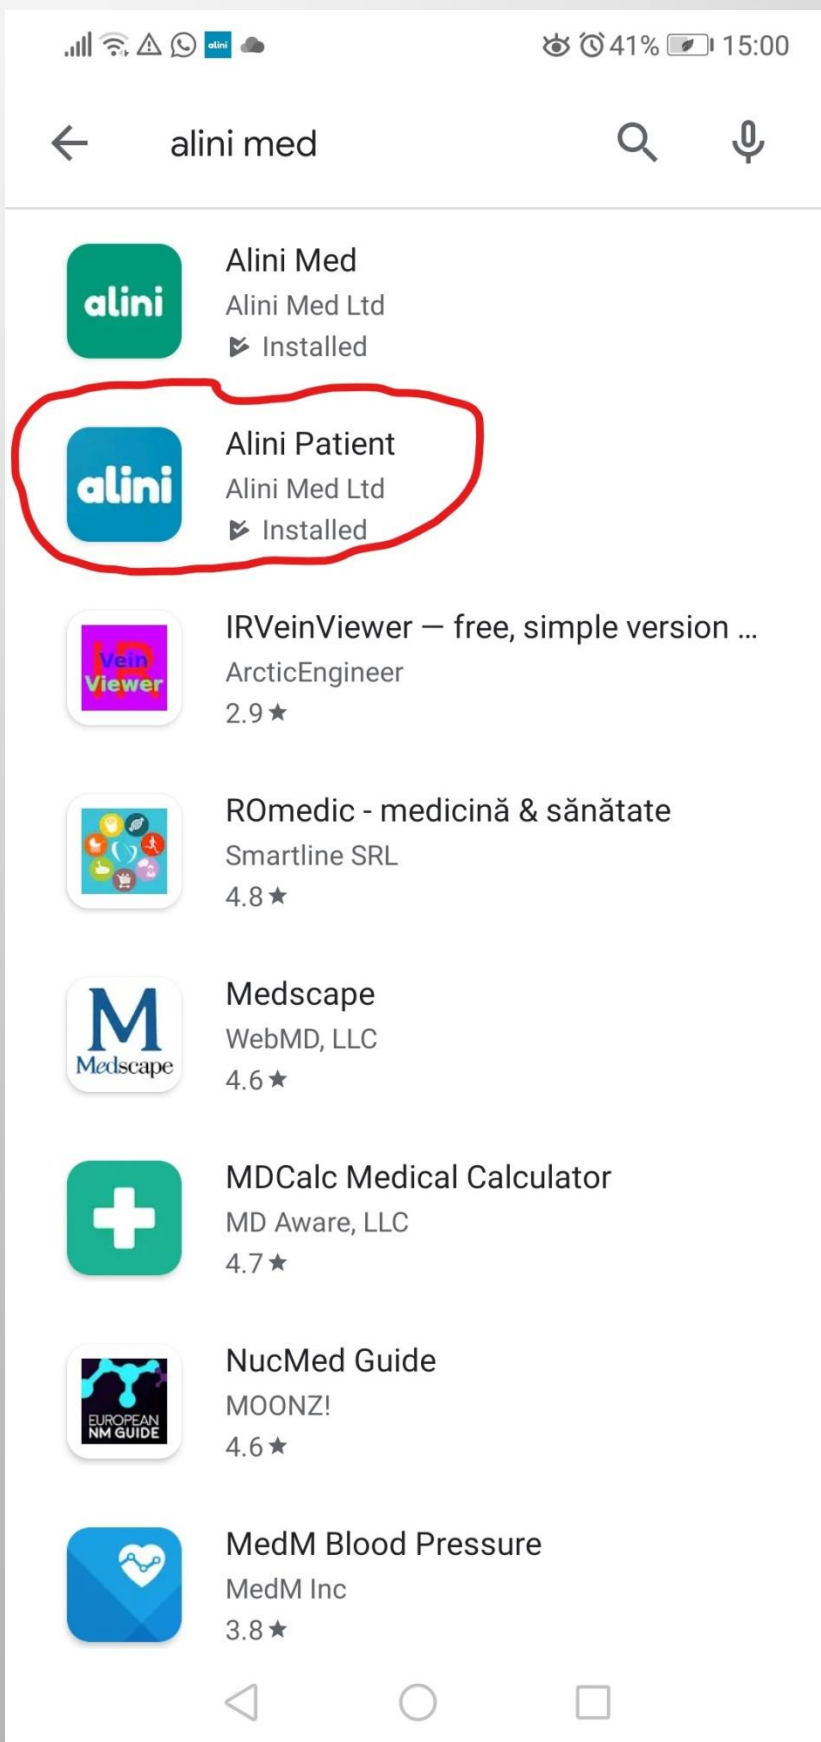 alini
41%
15:00
alini med
alini
Alini Med
Alini Med Ltd
Installed
alini
Alini Patient
Alini Med Ltd
Installed
IR
Vein
Viewer
IRVeinViewer — free, simple version ...
ArcticEngineer
2.9★
ROmedic - medicină & sănătate
Smartline SRL
4.8★
M
Medscape
Medscape
WebMD, LLC
4.6★
MDCalc Medical Calculator
MD Aware, LLC
4.7★
EUROPEAN
NM GUIDE
NucMed Guide
MOONZ!
4.6★
MedM Blood Pressure
MedM Inc
3.8★